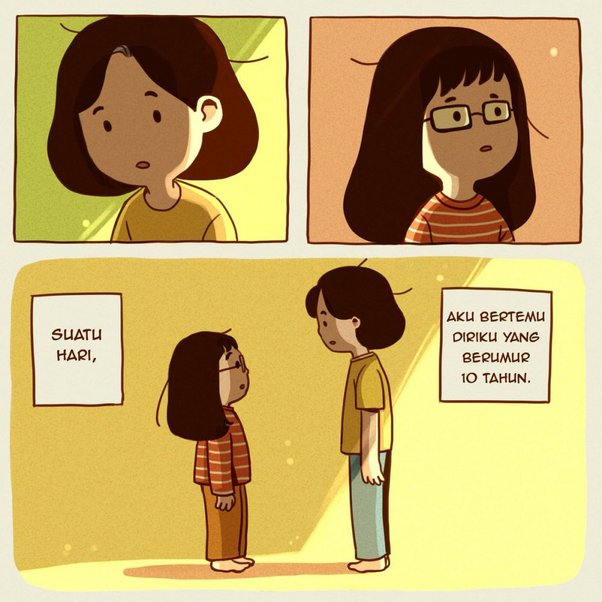 SUATU
HARI,
AKU BERTEMU
DIRIKU YANG
BERUMUR
10 TAHUN.